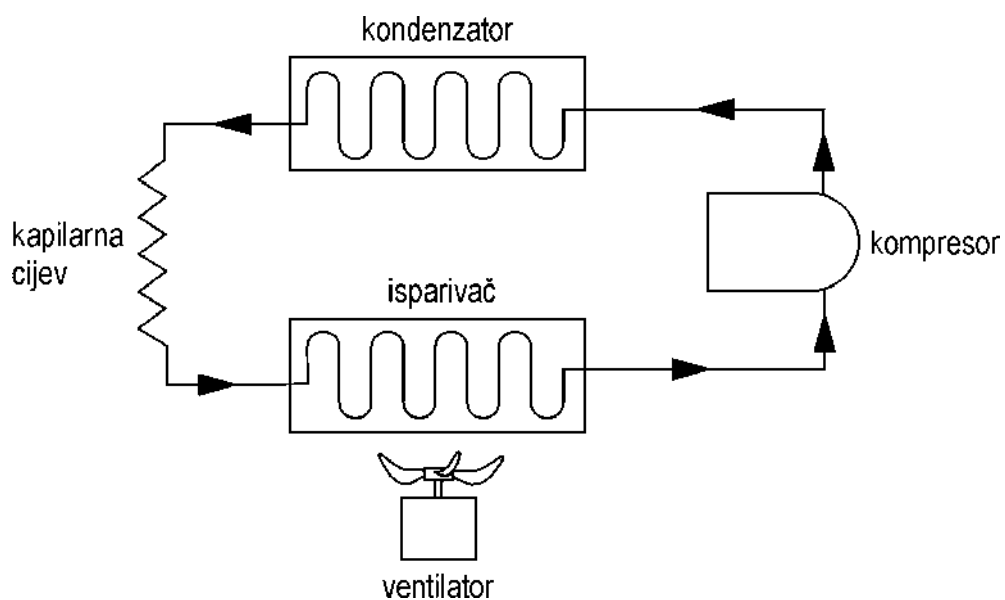 kondenzator
kapilarna
cijev
kompresor
isparivač
ventilator